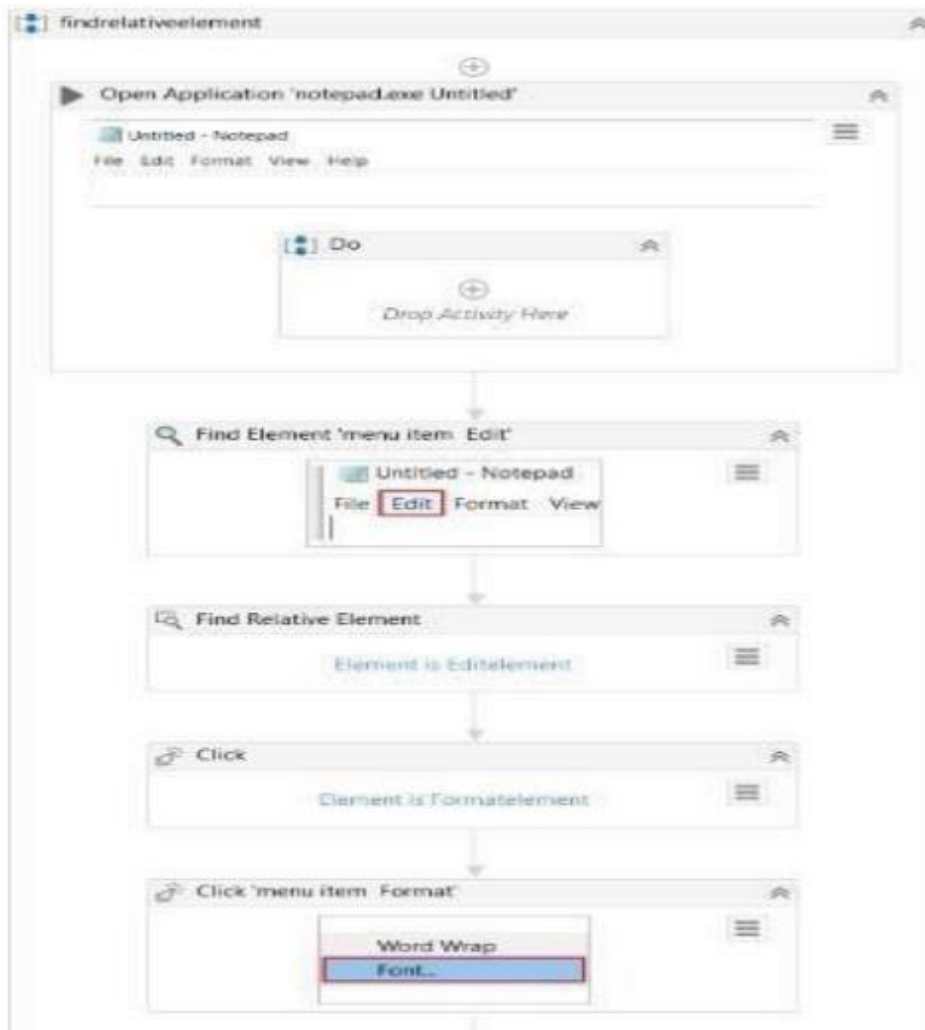 findrelativeelement
Open Application 'notepad.exe Untitled'
Untitled - Notepad
File Edit Format View Help
Do
Drop Activity Here
Find Element 'menu item Edit'
Untitled - Notepad
File Edit Format View
Find Relative Element
Element is Editelement
Click
Element is Formatelement
Click 'menu item Format'
Word Wrap
Font...